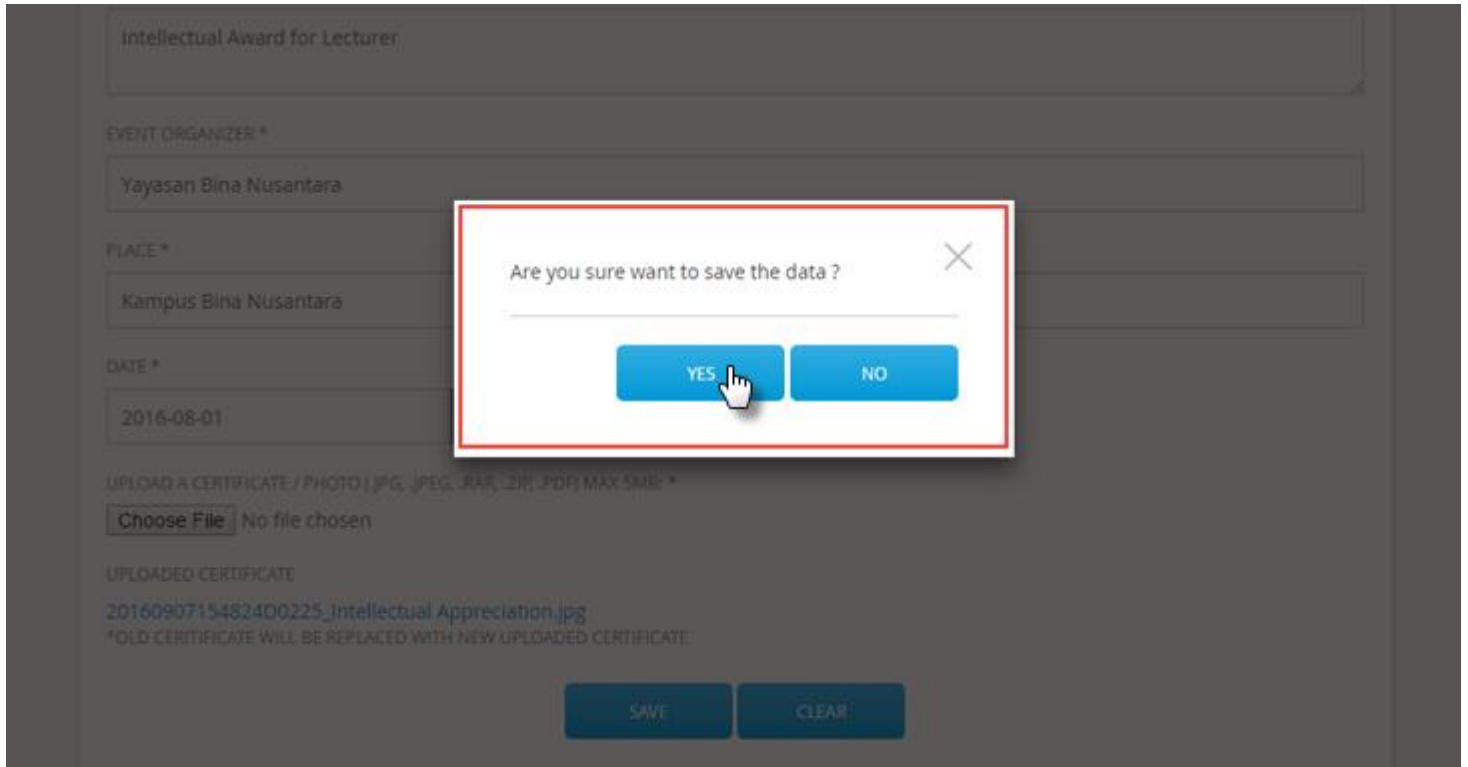 Intellectual Award for Lecturer
EVENT ORGANIZER *
Yayasan Bina Nusantara
PLACE *
Kampus Bina Nusantara
Are you sure want to save the data ?
YES
NO
DATE *
2016-08-01
UPLOAD A CERTIFICATE / PHOTO (.JPG, .JPEG, .RAR, .ZIP, .PDF) MAX 5MB: *
Choose File No file chosen
UPLOADED CERTIFICATE
20160907154824D0225_Intellectual Appreciation.jpg
*OLD CERITIFICATE WILL BE REPLACED WITH NEW UPLOADED CERTIFICATE
SAVE
CLEAR